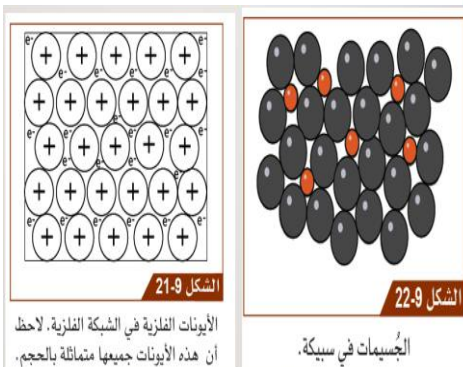 الشكل 9-21
الأيونات الفلزية في الشبكة الفلزية. لاحظ
أن هذه الأيونات جميعها متماثلة بالحجم.
الشكل 9-22
الجُسيمات في سبيكة.
e- e- e- e- e-
+ + + + +
+ + + + + +
e-
e- + + + + + e-
e- e-
+ + + + + +
e- e- e- e- e-
+ + + + +